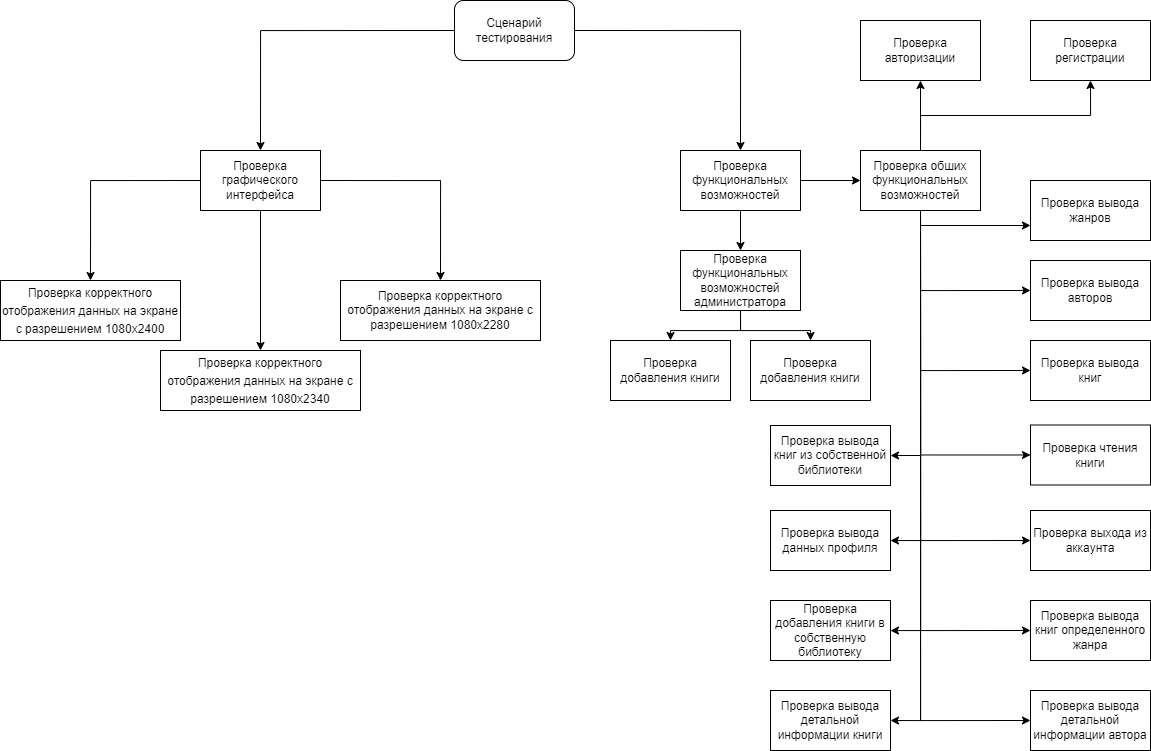 Сценарий
тестирования
Проверка
авторизации
Проверка
регистрации
Проверка
графического
интерфейса
Проверка
функциональных
возможностей
Проверка обших
функциональных
возможностей
Проверка вывода
жанров
Проверка
функциональных
возможностей
администратора
Проверка вывода
авторов
Проверка корректного
отображения данных на экране
с разрешением 1080x2400
Проверка корректного
отображения данных на экране с
разрешением 1080x2280
Проверка корректного
отображения данных на экране с
разрешением 1080x2340
Проверка
добавления книги
Проверка
добавления книги
Проверка вывода
книг
Проверка вывода
книг из собственной
библиотеки
Проверка чтения
книги
Проверка вывода
данных профиля
Проверка выхода из
аккаунта
Проверка
добавления книги в
собственную
библиотеку
Проверка вывода
книг определенного
жанра
Проверка вывода
детальной
информации книги
Проверка вывода
детальной
информации автора